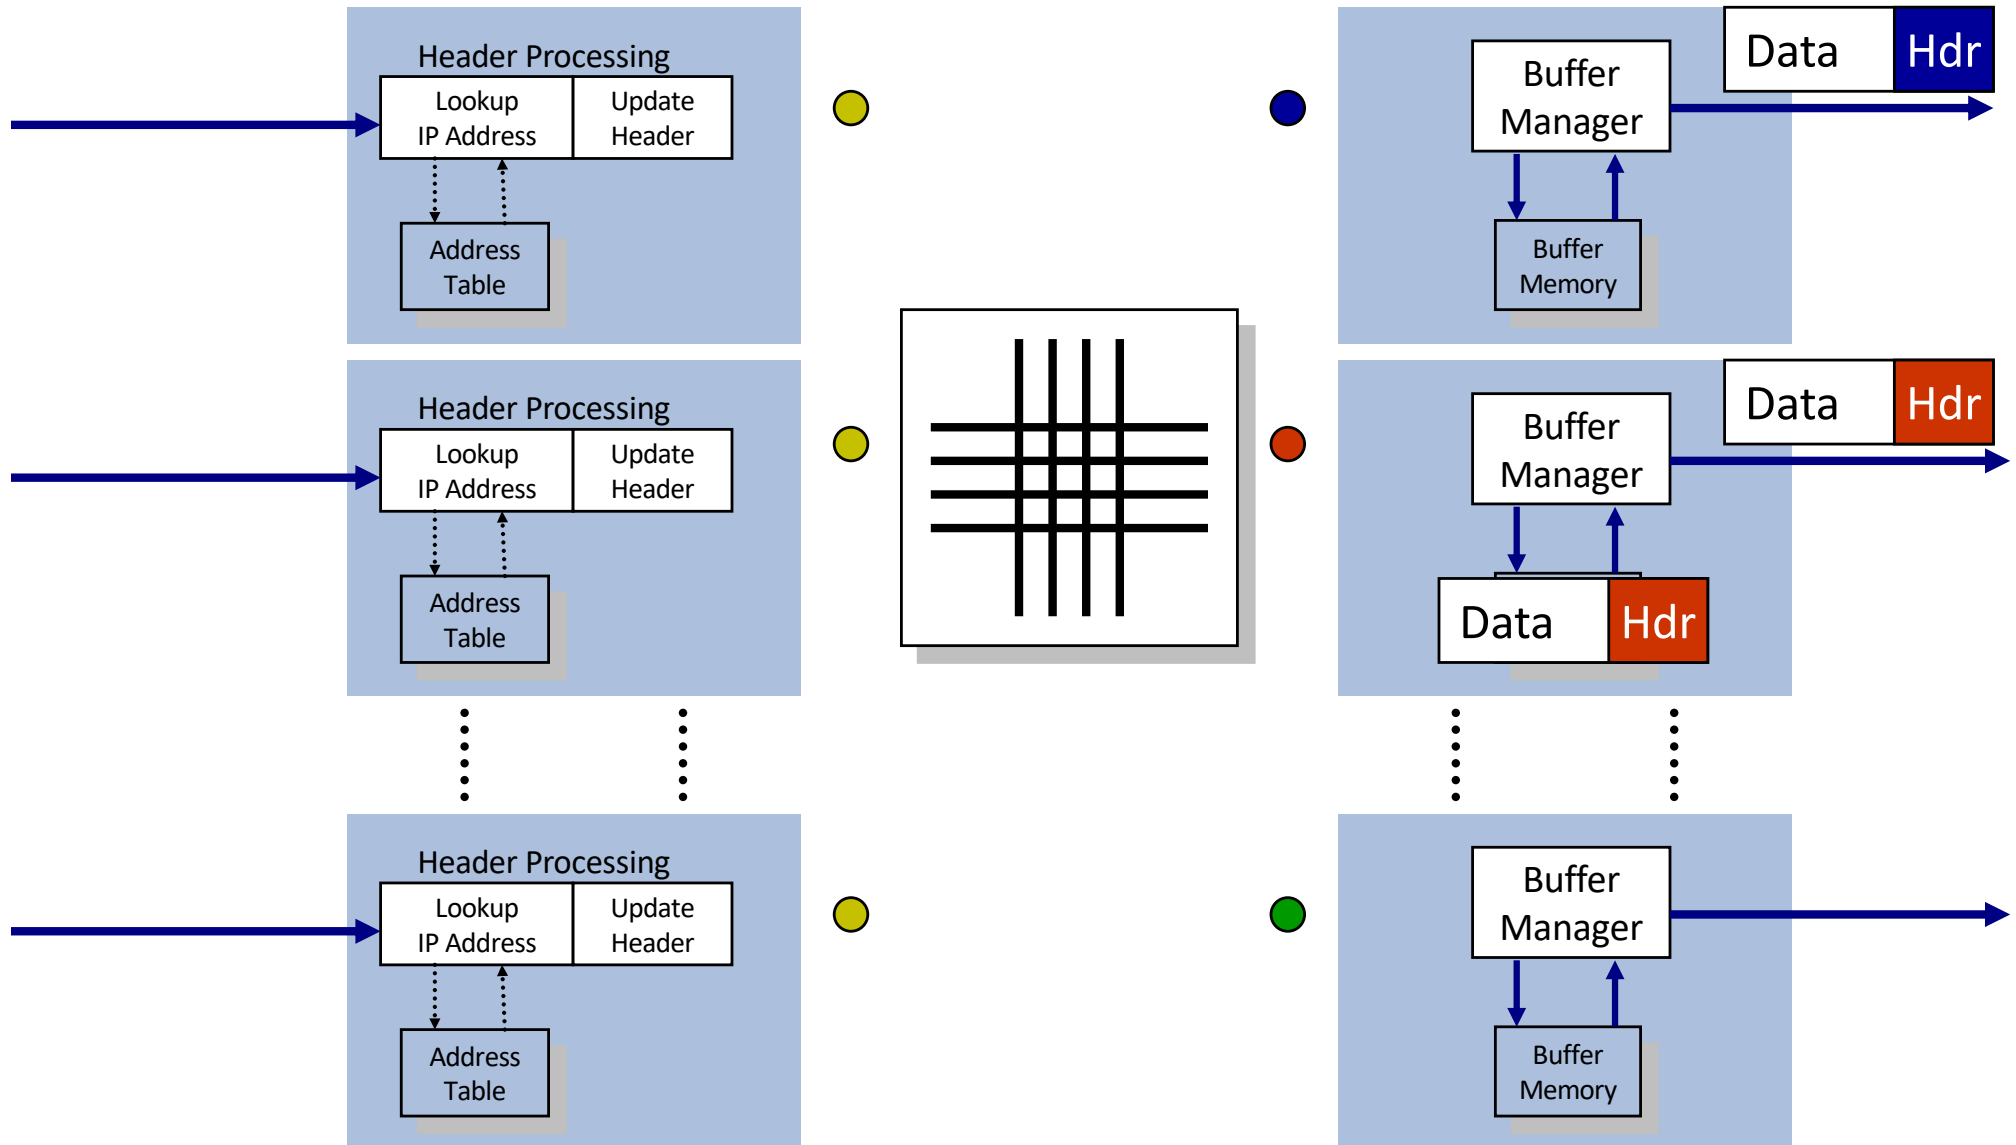 Header Processing
Lookup
IP Address
Update
Header
Address
Table
Buffer
Manager
Buffer
Memory
Data Hdr
Header Processing
Lookup
IP Address
Update
Header
Address
Table
Buffer
Manager
Data Hdr
Data Hdr
Header Processing
Lookup
IP Address
Update
Header
Address
Table
Buffer
Manager
Buffer
Memory